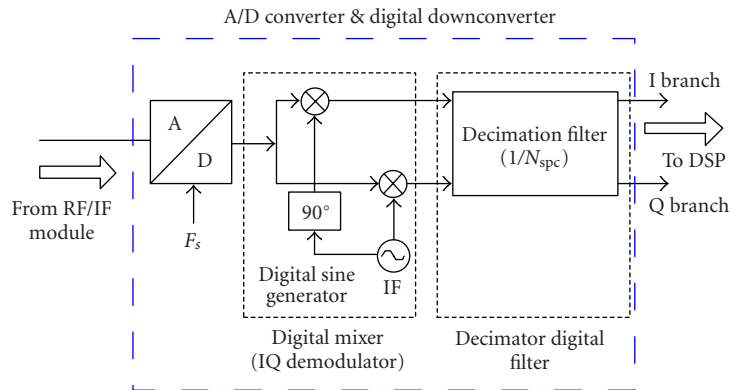 A/D converter & digital downconverter
A
D
From RF/IF
module
F_s
90°
Digital sine
generator
IF
Digital mixer
(IQ demodulator)
Decimation filter
(1/N_spc)
Decimator digital
filter
I branch
To DSP
Q branch